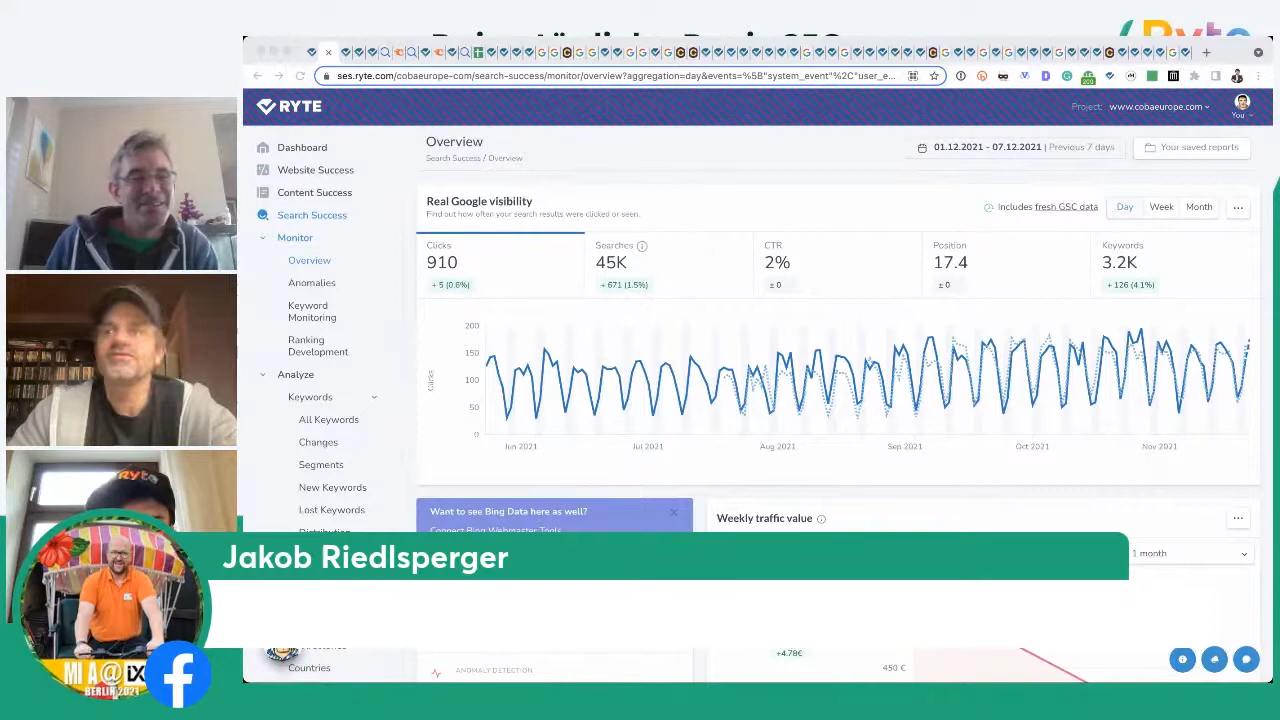 ses.ryte.com/cobaeurope-com/search-success/monitor/overview?aggregation=day&events=%5B"system_event"%2C"user_e...
RYTE
Project: www.cobaeurope.com
You
Dashboard
Website Success
Content Success
Search Success
Monitor
Overview
Anomalies
Keyword
Monitoring
Ranking
Development
Analyze
Keywords
All Keywords
Changes
Segments
New Keywords
Lost Keywords
Countries
Overview
Search Success / Overview
01.12.2021 - 07.12.2021 | Previous 7 days
Your saved reports
Real Google visibility
Find out how often your search results were clicked or seen.
Includes fresh GSC data
Day Week Month
Clicks
910
+ 5 (0.6%)
Searches
45K
+ 671 (1.5%)
CTR
2%
± 0
Position
17.4
± 0
Keywords
3.2K
+ 126 (4.1%)
Clicks
200
150
100
50
0
Jun 2021 Jul 2021 Aug 2021 Sep 2021 Oct 2021 Nov 2021
Want to see Bing Data here as well?
Connect Bing Webmaster Tools
Weekly traffic value
1 month
+4.78€
450 €
ANOMALY DETECTION
Jakob Riedlsperger
BERLIN 2021